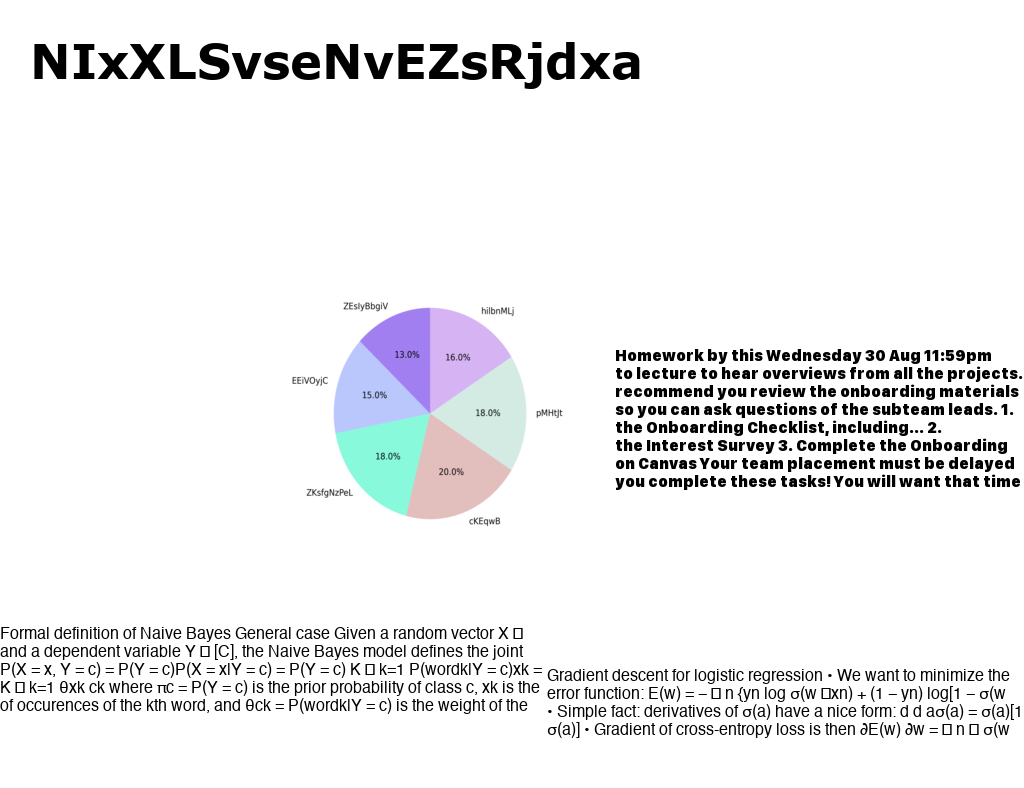 NIxXLSvseNvEZsRjdxa
ZEsIyBbgiV
hilbnMLj
13.0%
16.0%
EEiVOyjC
15.0%
18.0%
pMHtJt
18.0%
20.0%
ZKsfgNzPeL
cKEqwB
Homework by this Wednesday 30 Aug 11:59pm
to lecture to hear overviews from all the projects.
recommend you review the onboarding materials
so you can ask questions of the subteam leads. 1.
the Onboarding Checklist, including... 2.
the Interest Survey 3. Complete the Onboarding
on Canvas Your team placement must be delayed
you complete these tasks! You will want that time
Formal definition of Naive Bayes General case Given a random vector X □
and a dependent variable Y □ [C], the Naive Bayes model defines the joint
P(X = x, Y = c) = P(Y = c)P(X = x|Y = c) = P(Y = c) K □ k=1 P(wordk|Y = c)xk =
K □ k=1 θxk ck where πc = P(Y = c) is the prior probability of class c, xk is the
of occurences of the kth word, and θck = P(wordk|Y = c) is the weight of the
Gradient descent for logistic regression • We want to minimize the
error function: E(w) = − □ n {yn log σ(w □xn) + (1 − yn) log[1 − σ(w
• Simple fact: derivatives of σ(a) have a nice form: d d aσ(a) = σ(a)[1
σ(a)] • Gradient of cross-entropy loss is then ∂E(w) ∂w = □ n □ σ(w